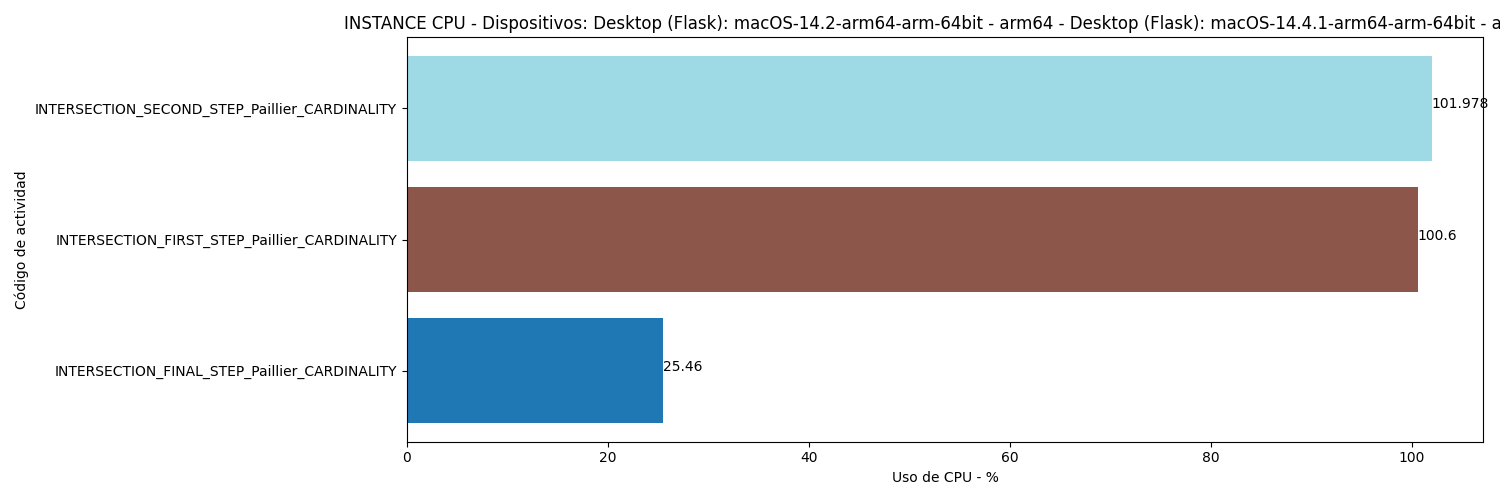 INSTANCE CPU - Dispositivos: Desktop (Flask): macOS-14.2-arm64-arm-64bit - arm64 - Desktop (Flask): macOS-14.4.1-arm64-arm-64bit - a
INTERSECTION_SECOND_STEP_Paillier_CARDINALITY
101.978
INTERSECTION_FIRST_STEP_Paillier_CARDINALITY
100.6
INTERSECTION_FINAL_STEP_Paillier_CARDINALITY
25.46
Código de actividad
0 20 40 60 80 100
Uso de CPU - %